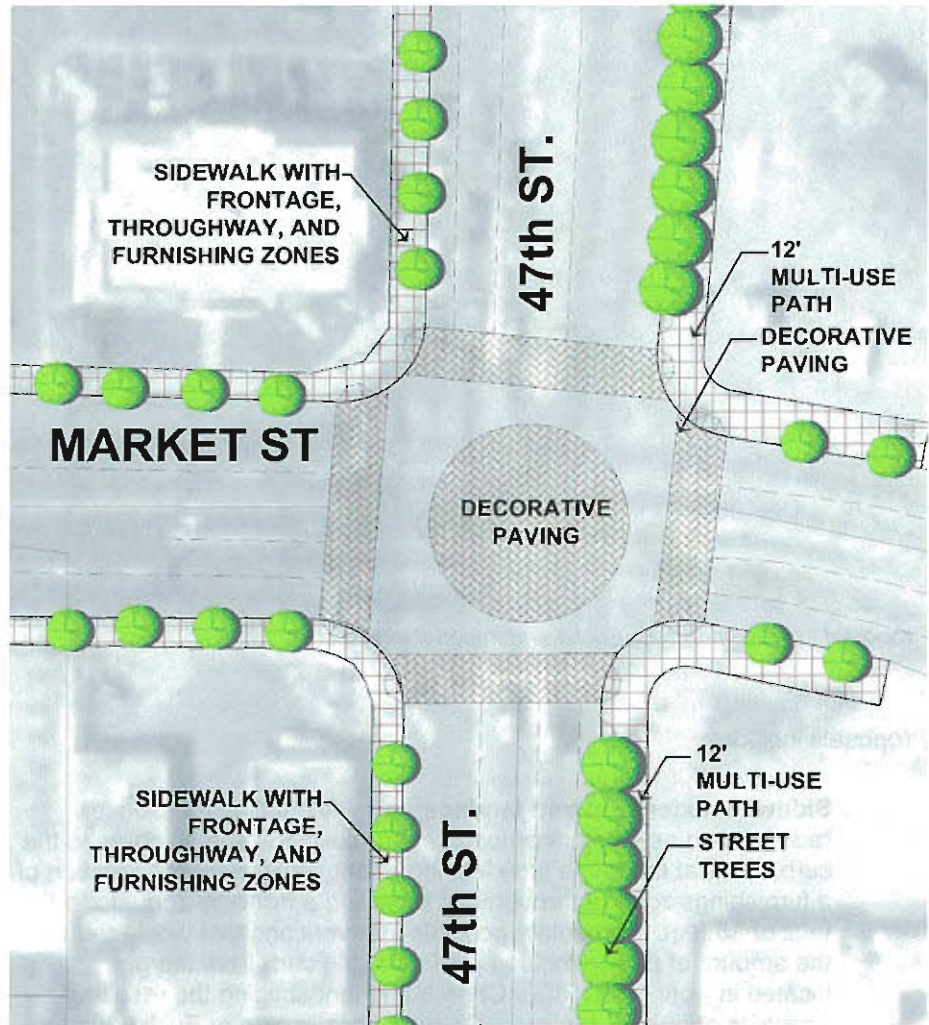 SIDEWALK WITH
FRONTAGE,
THROUGHWAY, AND
FURNISHING ZONES
47th ST.
12'
MULTI-USE
PATH
DECORATIVE
PAVING
MARKET ST
DECORATIVE
PAVING
SIDEWALK WITH
FRONTAGE,
THROUGHWAY, AND
FURNISHING ZONES
47th ST.
12'
MULTI-USE
PATH
STREET
TREES